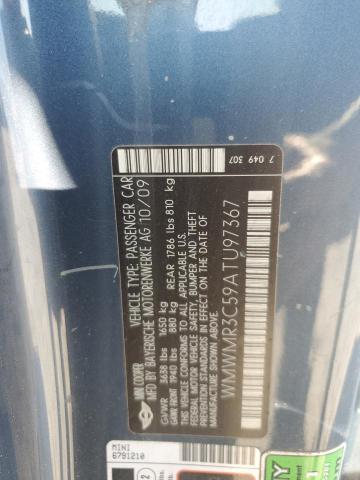 MINI COOPER VEHICLE TYPE: PASSENGER CAR
MFD BY BAYERISCHE MOTORENWERKE AG 10/09
GVWR 3638 lbs 1650 kg
GAWR FRONT 1940 lbs 880 kg REAR 1786 lbs 810 kg
THIS VEHICLE CONFORMS TO ALL APPLICABLE U.S.
FEDERAL MOTOR VEHICLE SAFETY, BUMPER,
AND THEFT PREVENTION STANDARDS
IN EFFECT ON THE DATE OF
MANUFACTURE SHOWN ABOVE.
WMWMR3C59ATU97367
7 049 307
MINI
6791210
2
TY
1